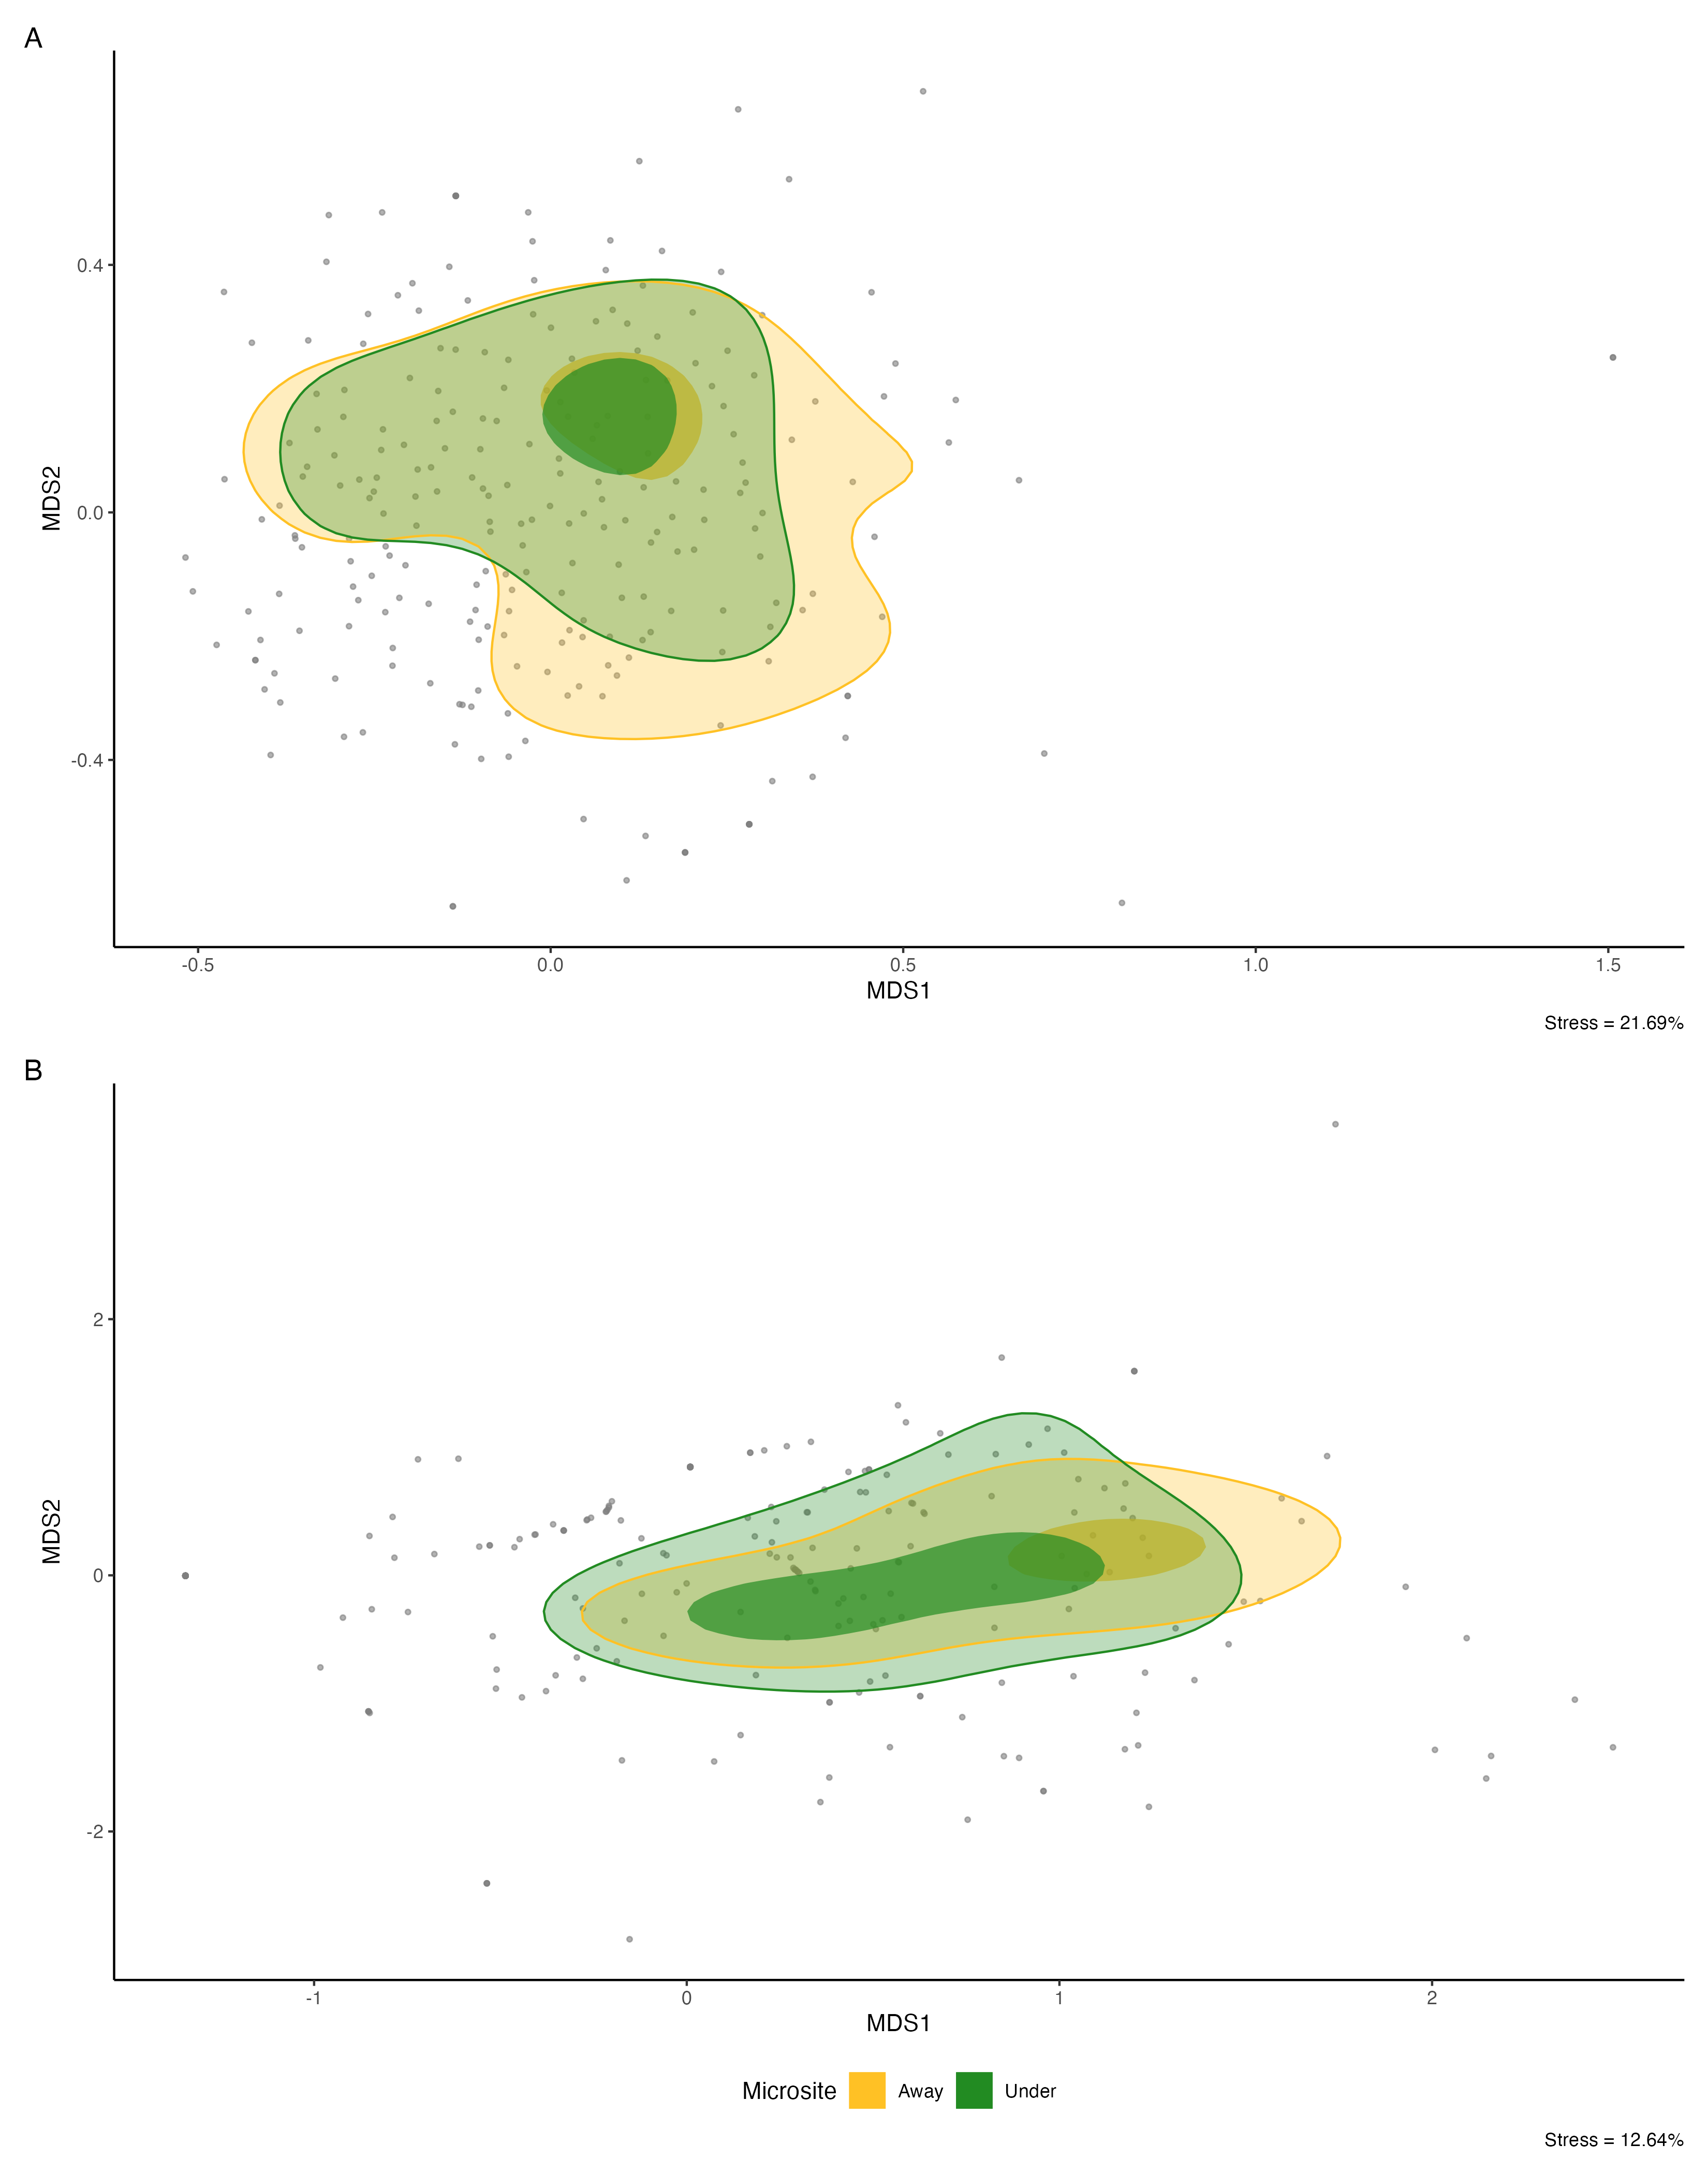 A
MDS2
0.4
0.0
-0.4
-0.5 0.0 0.5 1.0 1.5
MDS1
Stress = 21.69%
B
MDS2
2
0
-2
-1 0 1 2
MDS1
Microsite Away Under
Stress = 12.64%